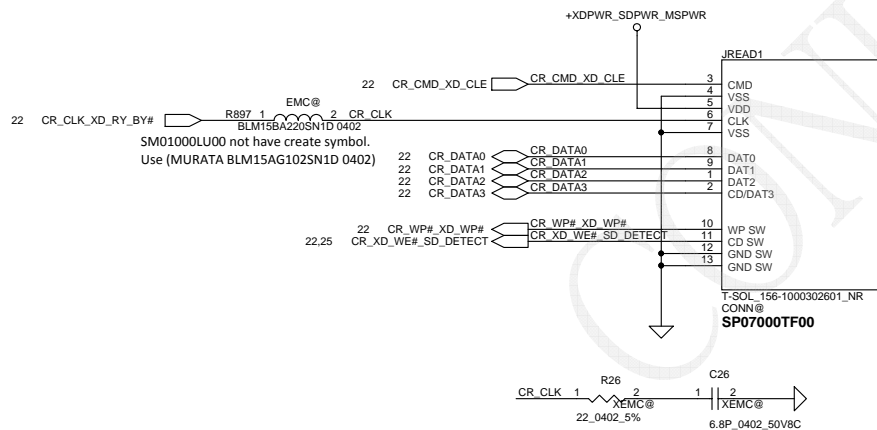 +XDPWR_SDPWR_MSPWR
JREAD1
22 CR_CMD_XD_CLE CR_CMD_XD_CLE 3 CMD
4 VSS
5 VDD
22 CR_CLK_XD_RY_BY# R897 1 EMC@ 2 CR_CLK 6 CLK
BLM15BA220SN1D 0402 7 VSS
SM01000LU00 not have create symbol.
Use (MURATA BLM15AG102SN1D 0402)
22 CR_DATA0 CR_DATA0 8 DAT0
22 CR_DATA1 CR_DATA1 9 DAT1
22 CR_DATA2 CR_DATA2 1 DAT2
22 CR_DATA3 CR_DATA3 2 CD/DAT3
22 CR_WP#_XD_WP# CR_WP#_XD_WP# 10 WP SW
22,25 CR_XD_WE#_SD_DETECT CR_XD_WE#_SD_DETECT 11 CD SW
12 GND SW
13 GND SW
T-SOL_156-1000302601_NR
CONN@
SP07000TF00
R26 C26
CR_CLK 1 2 1 2
XEMC@ XEMC@
22_0402_5% 6.8P_0402_50V8C
CON